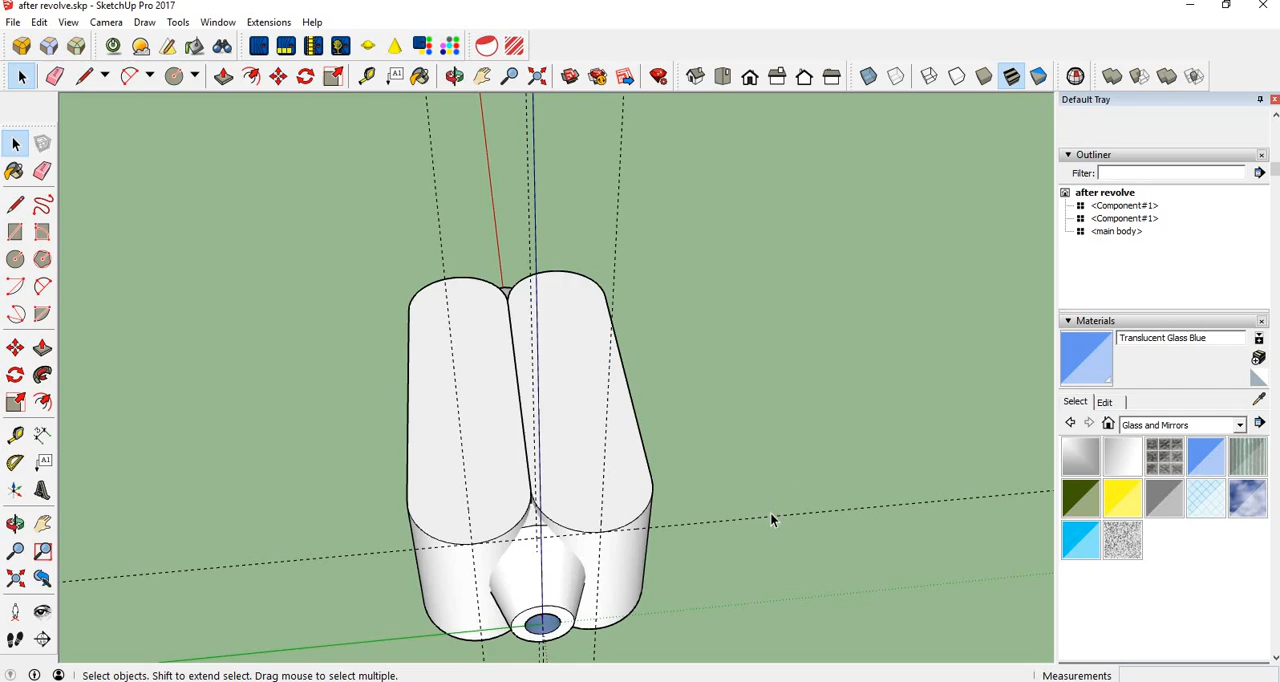 after revolve.skp - SketchUp Pro 2017
File Edit View Camera Draw Tools Window Extensions Help
A1
Default Tray
Outliner
Filter:
after revolve
<Component#1>
<Component#1>
<main body>
Materials
Translucent Glass Blue
Select Edit
Glass and Mirrors
A1
Select objects. Shift to extend select. Drag mouse to select multiple.
Measurements